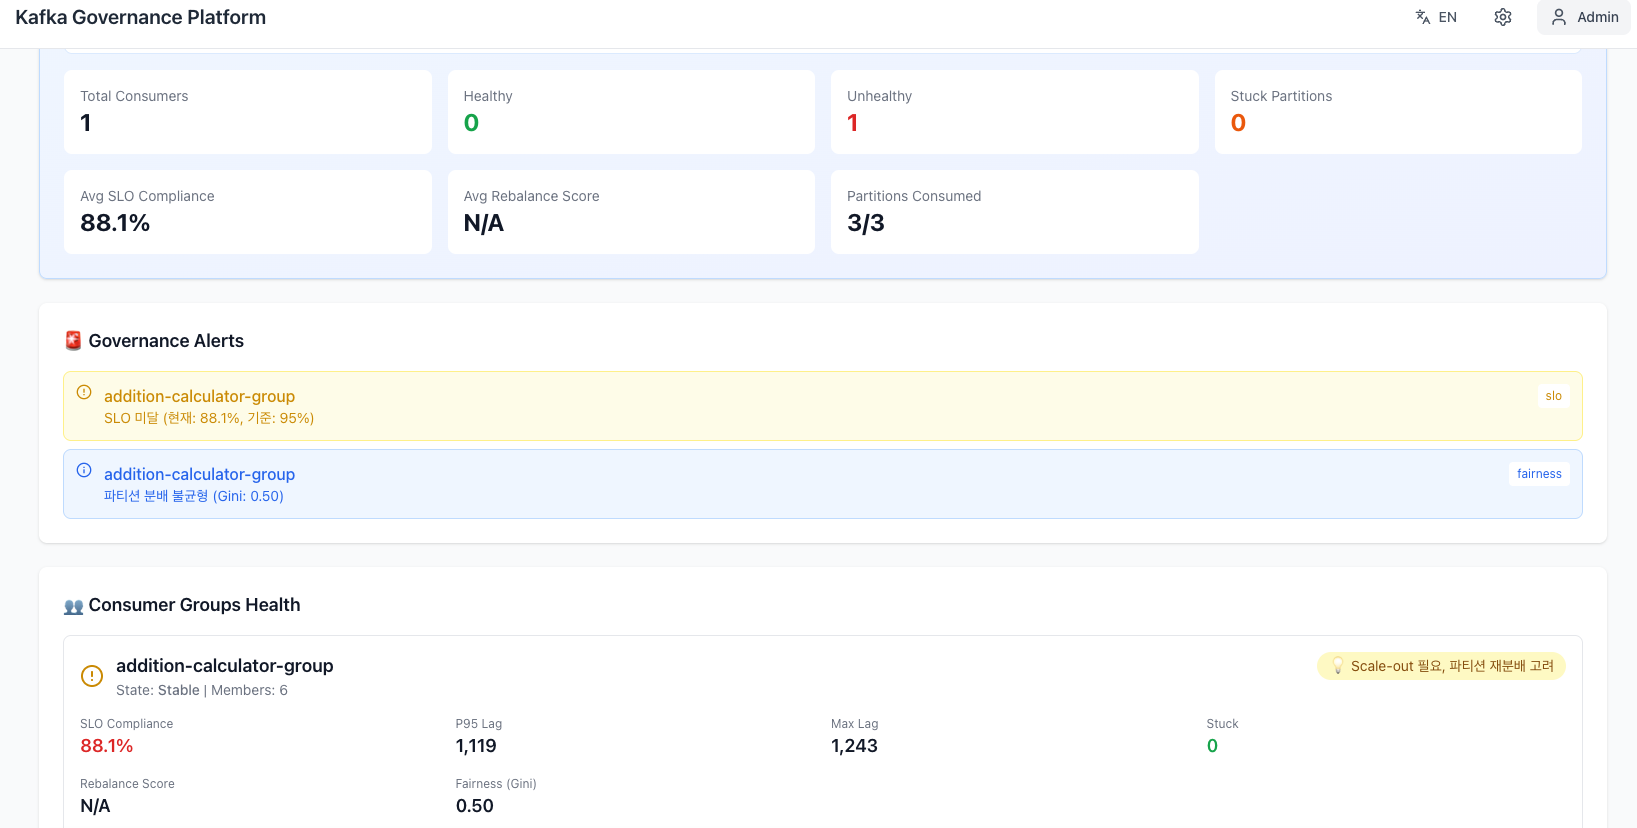 Kafka Governance Platform
EN
Admin
Total Consumers
1
Healthy
0
Unhealthy
1
Stuck Partitions
0
Avg SLO Compliance
88.1%
Avg Rebalance Score
N/A
Partitions Consumed
3/3
Governance Alerts
addition-calculator-group
slo
SLO 미달 (현재: 88.1%, 기준: 95%)
addition-calculator-group
fairness
파티션 분배 불균형 (Gini: 0.50)
Consumer Groups Health
addition-calculator-group
State: Stable | Members: 6
Scale-out 필요, 파티션 재분배 고려
SLO Compliance
88.1%
P95 Lag
1,119
Max Lag
1,243
Stuck
0
Rebalance Score
N/A
Fairness (Gini)
0.50